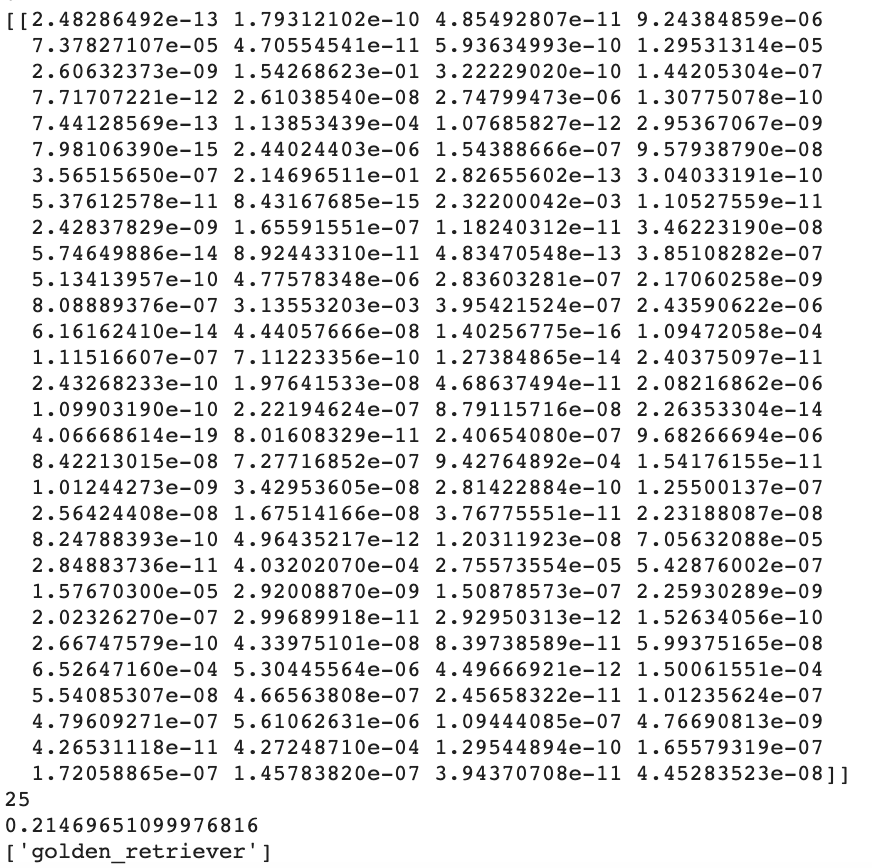 [[2.48286492e-13 1.79312102e-10 4.85492807e-11 9.24384859e-06
7.37827107e-05 4.70554541e-11 5.93634993e-10 1.29531314e-05
2.60632373e-09 1.54268623e-01 3.22229020e-10 1.44205304e-07
7.71707221e-12 2.61038540e-08 2.74799473e-06 1.30775078e-10
7.44128569e-13 1.13853439e-04 1.07685827e-12 2.95367067e-09
7.98106390e-15 2.44024403e-06 1.54388666e-07 9.57938790e-08
3.56515650e-07 2.14696511e-01 2.82655602e-13 3.04033191e-10
5.37612578e-11 8.43167685e-15 2.32200042e-03 1.10527559e-11
2.42837829e-09 1.65591551e-07 1.18240312e-11 3.46223190e-08
5.74649886e-14 8.92443310e-11 4.83470548e-13 3.85108282e-07
5.13413957e-10 4.77578348e-06 2.83603281e-07 2.17060258e-09
8.08889376e-07 3.13553203e-03 3.95421524e-07 2.43590622e-06
6.16162410e-14 4.44057666e-08 1.40256775e-16 1.09472058e-04
1.11516607e-07 7.11223356e-10 1.27384865e-14 2.40375097e-11
2.43268233e-10 1.97641533e-08 4.68637494e-11 2.08216862e-06
1.09903190e-10 2.22194624e-07 8.79115716e-08 2.26353304e-14
4.06668614e-19 8.01608329e-11 2.40654080e-07 9.68266694e-06
8.42213015e-08 7.27716852e-07 9.42764892e-04 1.54176155e-11
1.01244273e-09 3.42953605e-08 2.81422884e-10 1.25500137e-07
2.56424408e-08 1.67514166e-08 3.76775551e-11 2.23188087e-08
8.24788393e-10 4.96435217e-12 1.20311923e-08 7.05632088e-05
2.84883736e-11 4.03202070e-04 2.75573554e-05 5.42876002e-07
1.57670300e-05 2.92008870e-09 1.50878573e-07 2.25930289e-09
2.02326270e-07 2.99689918e-11 2.92950313e-12 1.52634056e-10
2.66747579e-10 4.33975101e-08 8.39738589e-11 5.99375165e-08
6.52647160e-04 5.30445564e-06 4.49666921e-12 1.50061551e-04
5.54085307e-08 4.66563808e-07 2.45658322e-11 1.01235624e-07
4.79609271e-07 5.61062631e-06 1.09444085e-07 4.76690813e-09
4.26531118e-11 4.27248710e-04 1.29544894e-10 1.65579319e-07
1.72058865e-07 1.45783820e-07 3.94370708e-11 4.45283523e-08]]
25
0.21469651099976816
['golden_retriever']